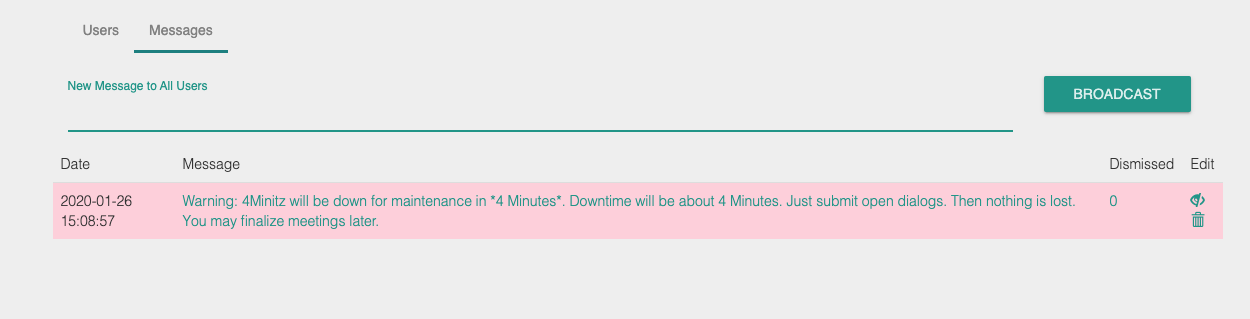 Users Messages
New Message to All Users
BROADCAST
Date Message Dismissed Edit
2020-01-26 Warning: 4Minitz will be down for maintenance in *4 Minutes*. Downtime will be about 4 Minutes. Just submit open dialogs. Then nothing is lost. 0
15:08:57 You may finalize meetings later.